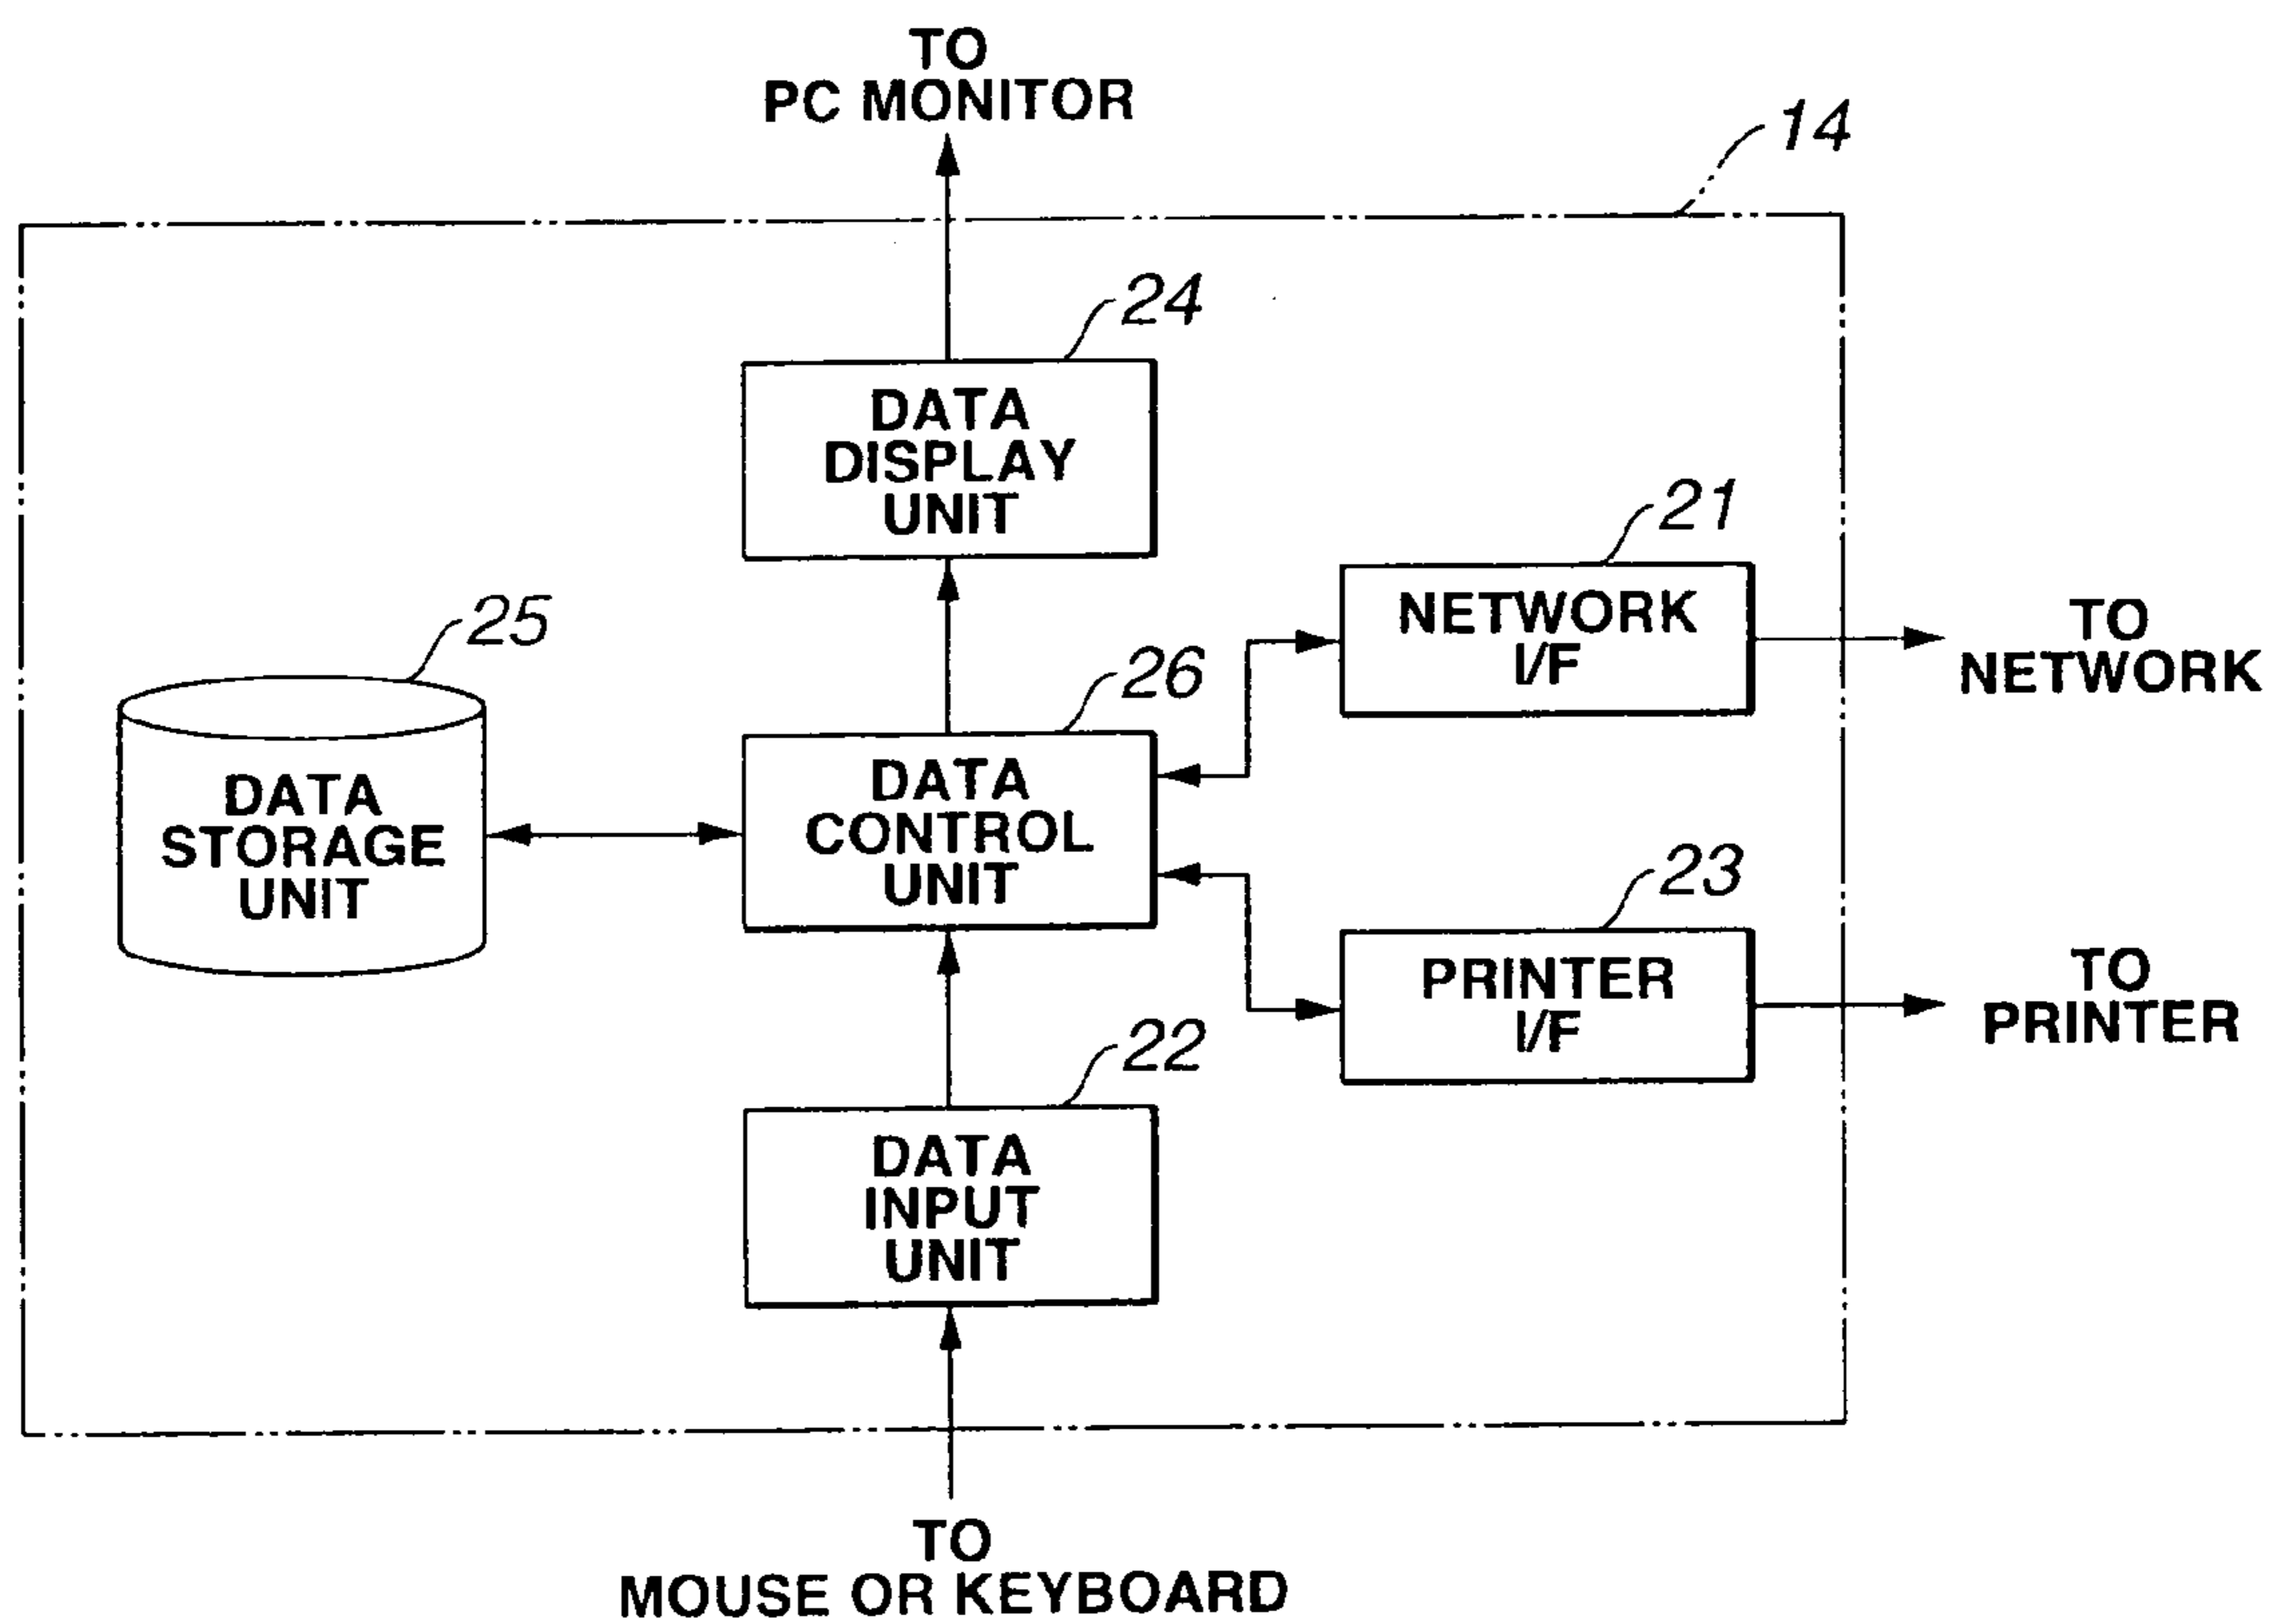 TO
PC MONITOR
14
24
DATA
DISPLAY
UNIT
21
NETWORK
I/F
TO
NETWORK
25
DATA
STORAGE
UNIT
26
DATA
CONTROL
UNIT
23
PRINTER
I/F
TO
PRINTER
22
DATA
INPUT
UNIT
TO
MOUSE OR KEYBOARD